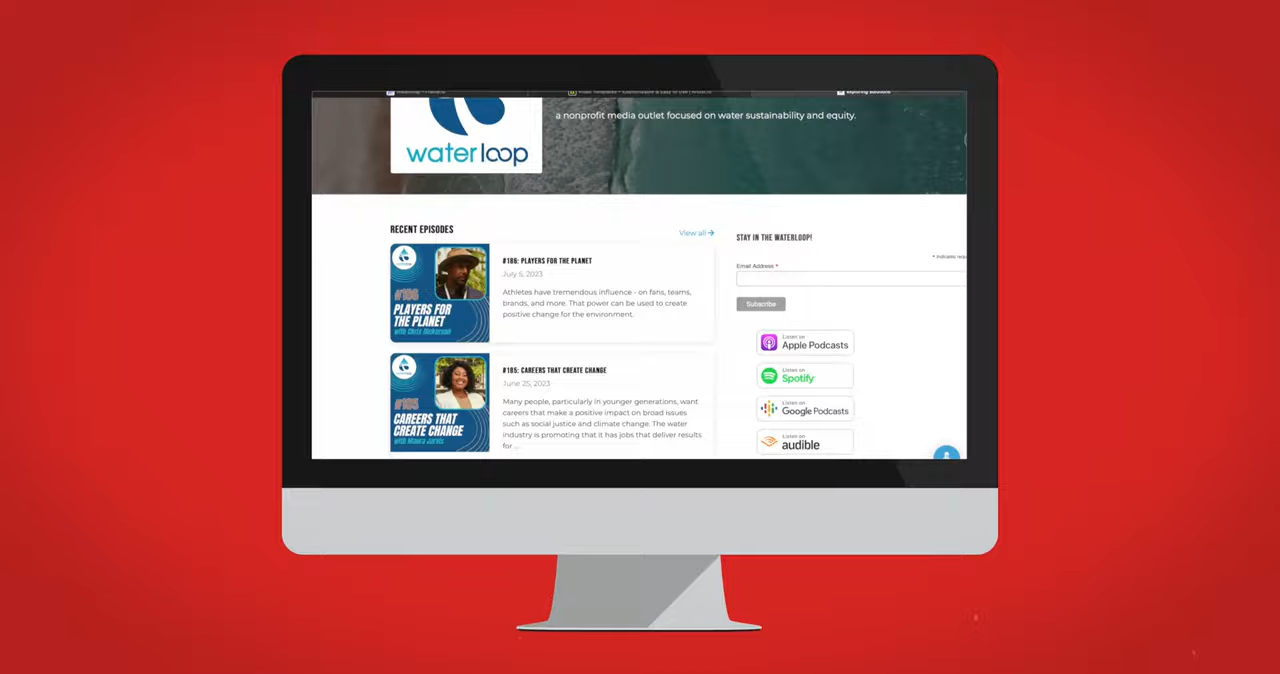 a nonprofit media outlet focused on water sustainability and equity.
waterloop
RECENT EPISODES
View all
STAY IN THE WATERLOOP!
Email Address *
Subscribe
#186
PLAYERS FOR
THE PLANET
#186: PLAYERS FOR THE PLANET
July 5, 2023
Athletes have tremendous influence - on fans, teams,
brands, and more. That power can be used to create
positive change for the environment.
#185
CAREERS THAT
CREATE CHANGE
with Maura Jarvis
#185: CAREERS THAT CREATE CHANGE
June 25, 2023
Many people, particularly in younger generations, want
careers that make a positive impact on broad issues
such as social justice and climate change. The water
industry is promoting that it has jobs that deliver results
for ...
Listen on
Apple Podcasts
Listen on
Spotify
Listen on
Google Podcasts
Listen on
audible